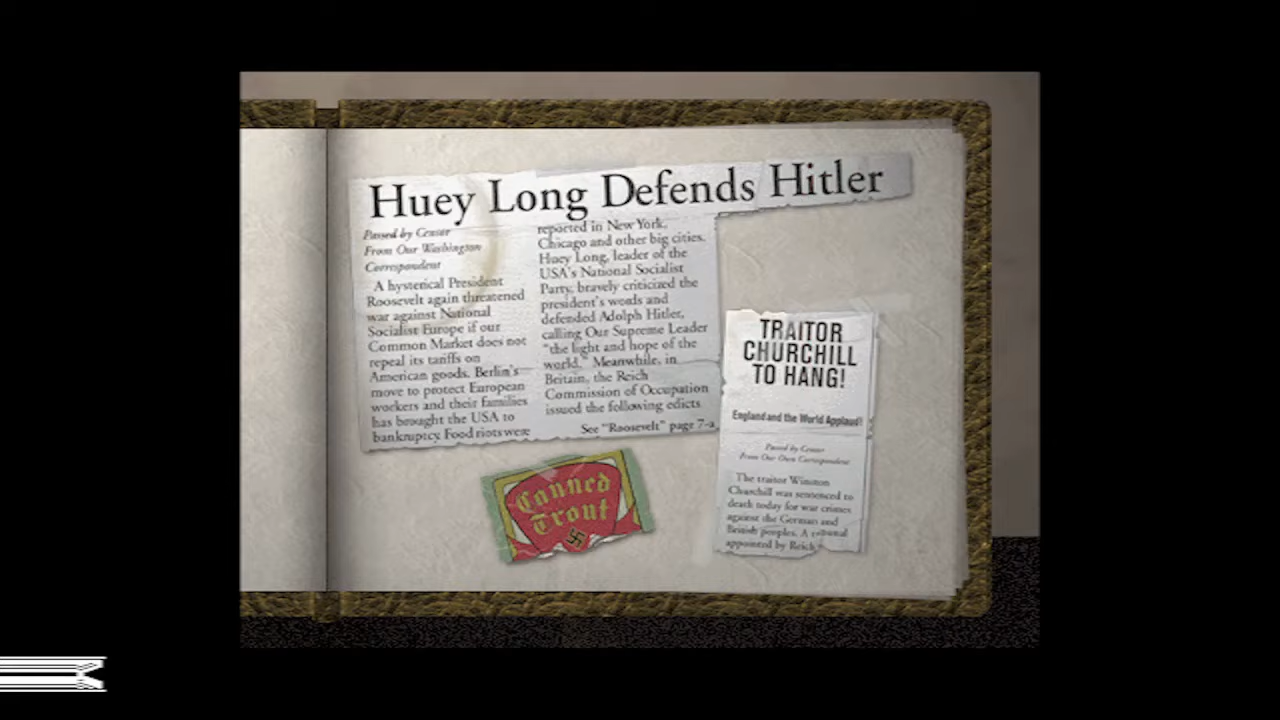 Huey Long Defends Hitler
Passed by Censor
From Our Washington
Correspondent
A hysterical President
Roosevelt again threatened
war against National
Socialist Europe if our
Common Market does not
repeal its tariffs on
American goods. Berlin's
move to protect European
workers and their families
has brought the USA to
bankruptcy. Food riots were
reported in New York,
Chicago and other big cities.
Huey Long, leader of the
USA's National Socialist
Party, bravely criticized the
president's words and
defended Adolph Hitler,
calling Our Supreme Leader
"the light and hope of the
world." Meanwhile, in
Britain, the Reich
Commission of Occupation
issued the following edicts
See "Roosevelt" page 7-a
TRAITOR
CHURCHILL
TO HANG!
England and the World Applaud!
Passed by Censor
From Our Own Correspondent
The traitor Winston
Churchill was sentenced to
death today for war crimes
against the German and
British peoples. A tribunal
appointed by Reich
Canned
Trout